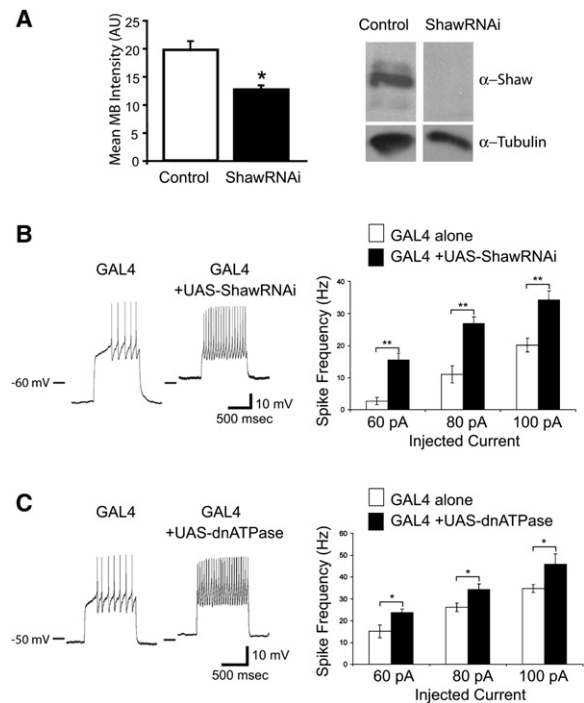 A
Mean MB Intensity (AU)
25
20
15
10
5
0
*
Control
ShawRNAi
Control
ShawRNAi
α–Shaw
α–Tubulin
B
GAL4
GAL4
+UAS-ShawRNAi
-60 mV
10 mV
500 msec
GAL4 alone
GAL4 +UAS-ShawRNAi
Spike Frequency (Hz)
40
30
20
10
0
**
**
**
60 pA
80 pA
100 pA
Injected Current
C
GAL4
GAL4
+UAS-dnATPase
-50 mV
10 mV
500 msec
GAL4 alone
GAL4 +UAS-dnATPase
Spike Frequency (Hz)
60
50
40
30
20
10
0
*
*
*
60 pA
80 pA
100 pA
Injected Current